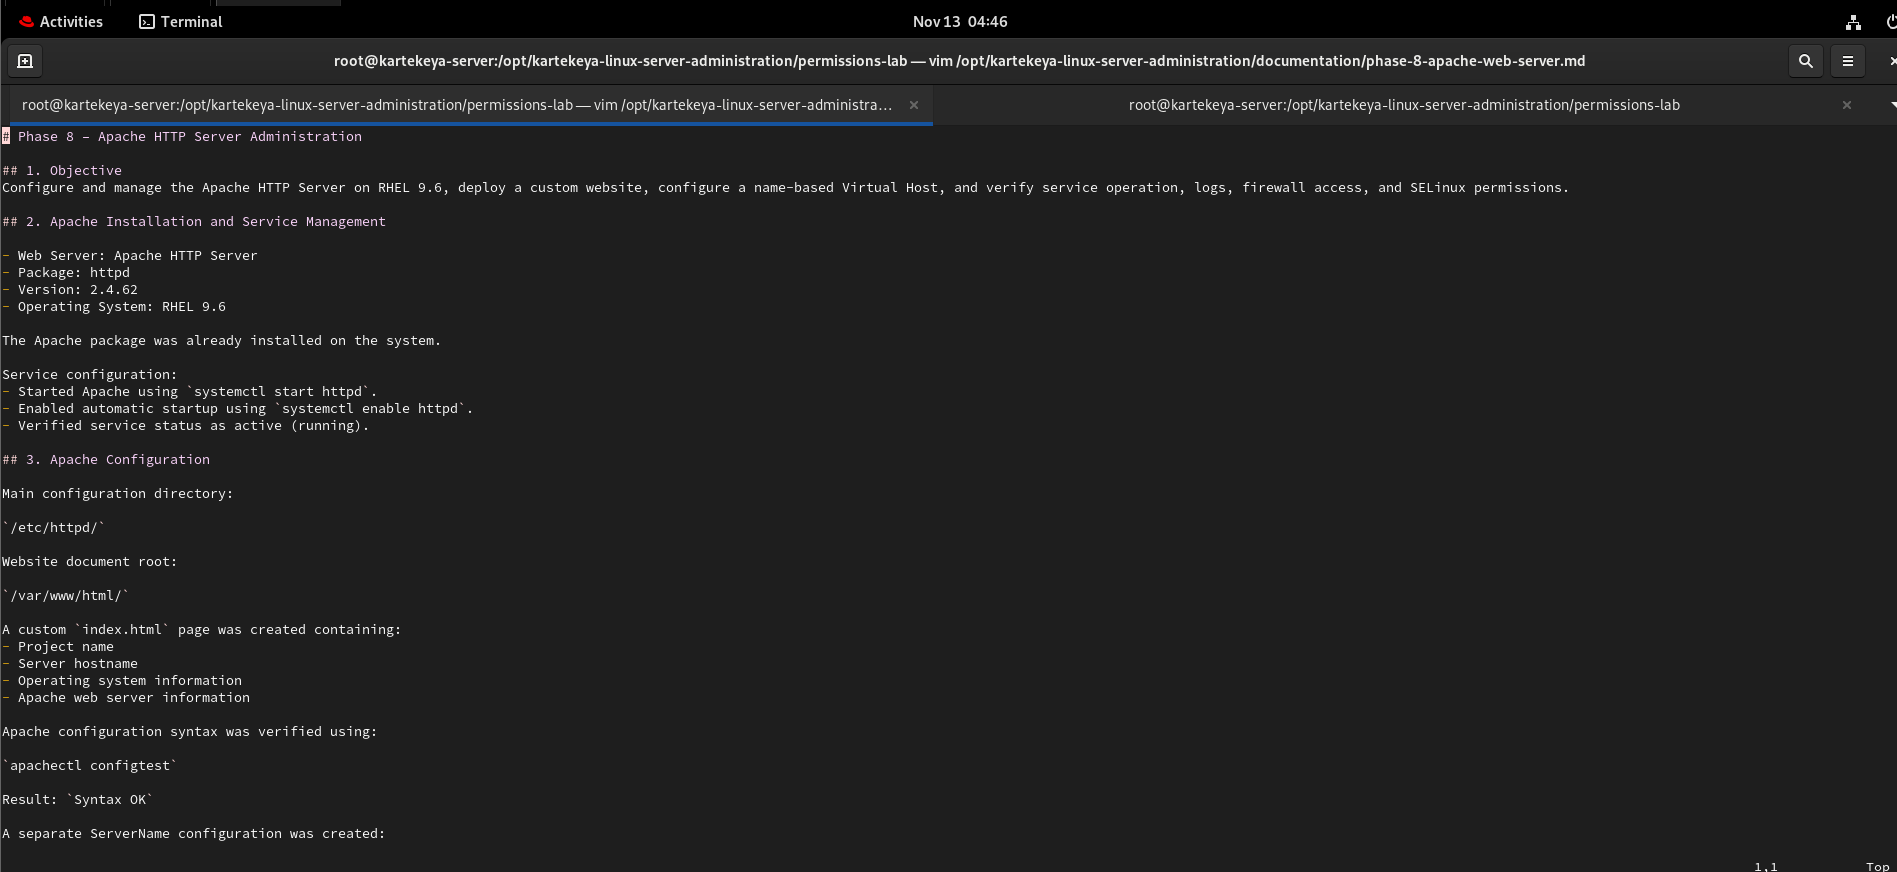 Activities
Terminal
Nov 13 04:46
root@kartekeya-server:/opt/kartekeya-linux-server-administration/permissions-lab — vim /opt/kartekeya-linux-server-administration/documentation/phase-8-apache-web-server.md
root@kartekeya-server:/opt/kartekeya-linux-server-administration/permissions-lab — vim /opt/kartekeya-linux-server-administra…
root@kartekeya-server:/opt/kartekeya-linux-server-administration/permissions-lab
# Phase 8 – Apache HTTP Server Administration
## 1. Objective
Configure and manage the Apache HTTP Server on RHEL 9.6, deploy a custom website, configure a name-based Virtual Host, and verify service operation, logs, firewall access, and SELinux permissions.
## 2. Apache Installation and Service Management
- Web Server: Apache HTTP Server
- Package: httpd
- Version: 2.4.62
- Operating System: RHEL 9.6
The Apache package was already installed on the system.
Service configuration:
- Started Apache using `systemctl start httpd`.
- Enabled automatic startup using `systemctl enable httpd`.
- Verified service status as active (running).
## 3. Apache Configuration
Main configuration directory:
`/etc/httpd/`
Website document root:
`/var/www/html/`
A custom `index.html` page was created containing:
- Project name
- Server hostname
- Operating system information
- Apache web server information
Apache configuration syntax was verified using:
`apachectl configtest`
Result: `Syntax OK`
A separate ServerName configuration was created:
1,1 Top